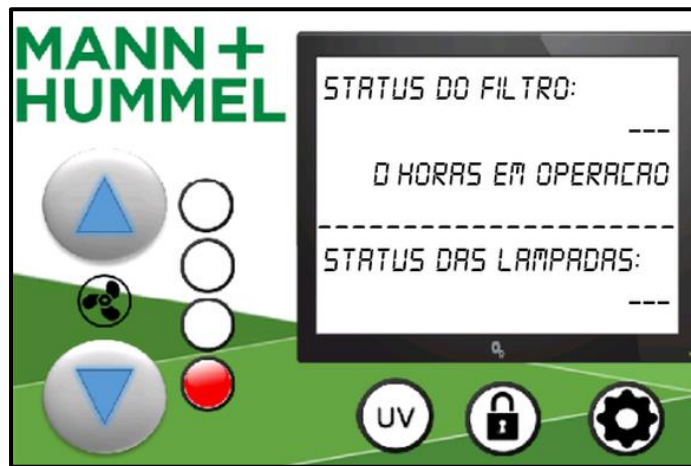 MANN+
HUMMEL
STATUS DO FILTRO:
---
0 HORAS EM OPERACAO
STATUS DAS LAMPADAS:
---
UV